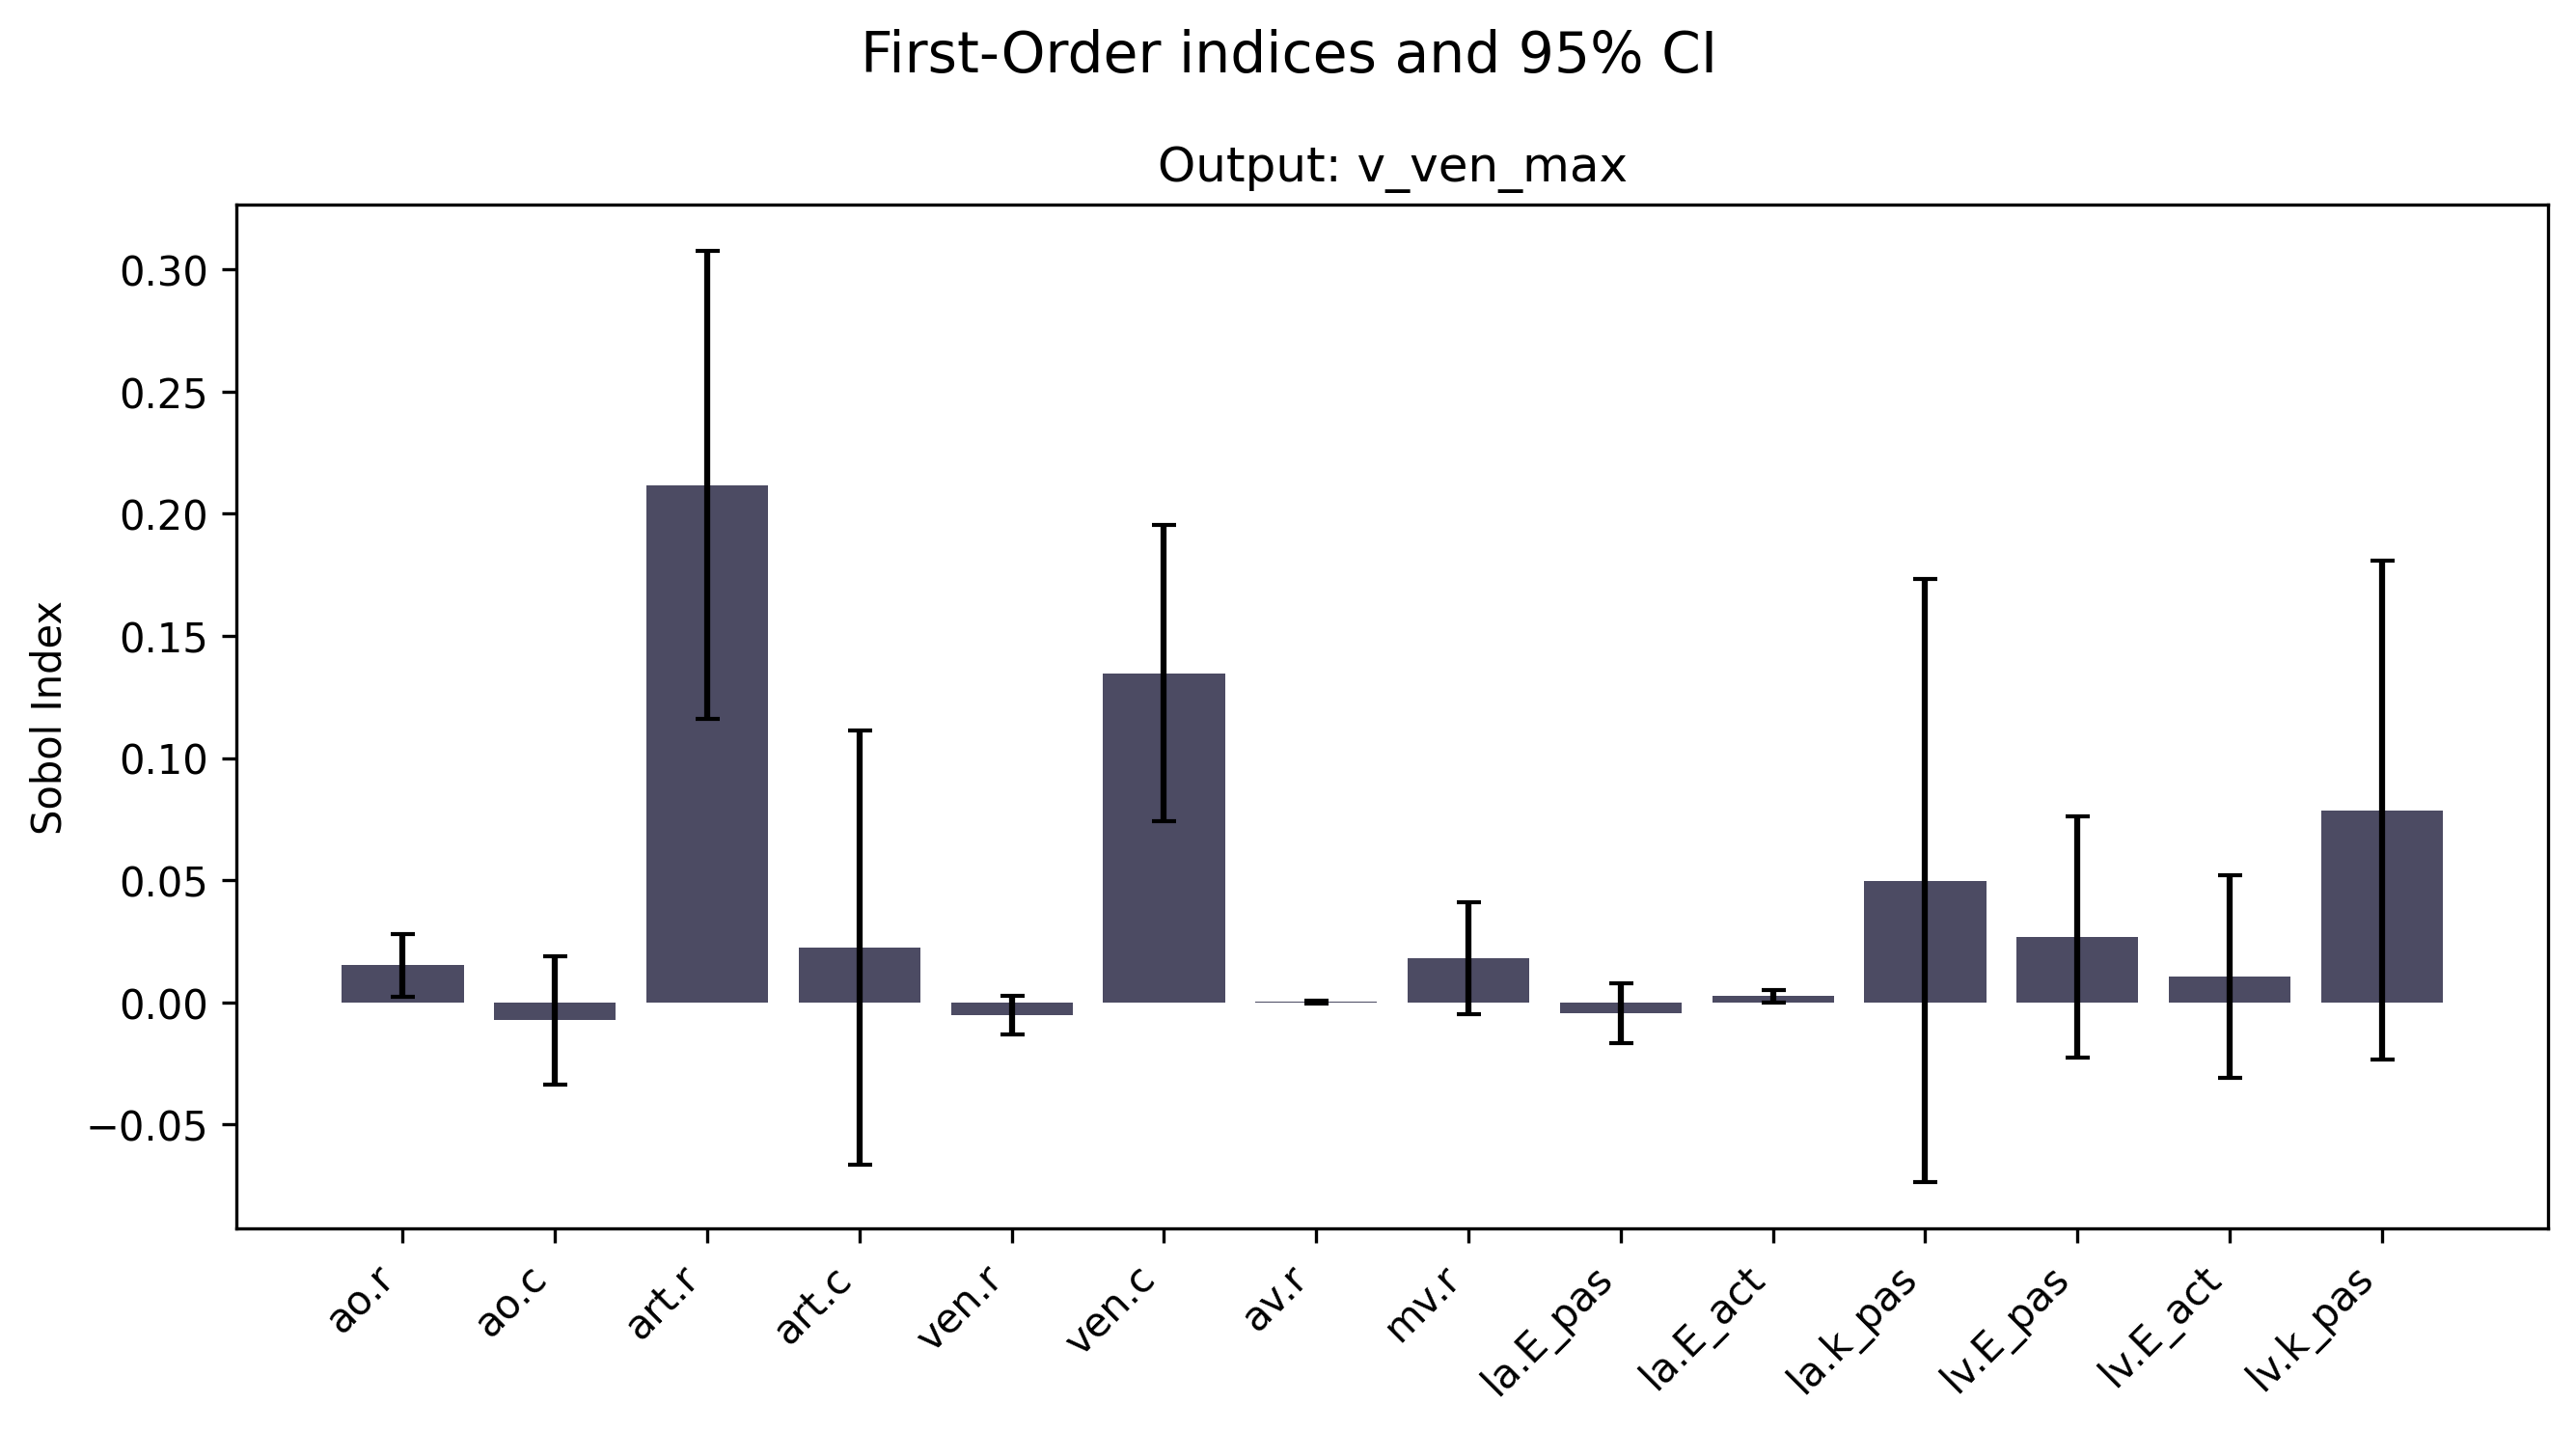 First-Order indices and 95% CI
Output: v_ven_max
Sobol Index
0.30
0.25
0.20
0.15
0.10
0.05
0.00
−0.05
ao.r
ao.c
art.r
art.c
ven.r
ven.c
av.r
mv.r
la.E_pas
la.E_act
la.k_pas
lv.E_pas
lv.E_act
lv.k_pas